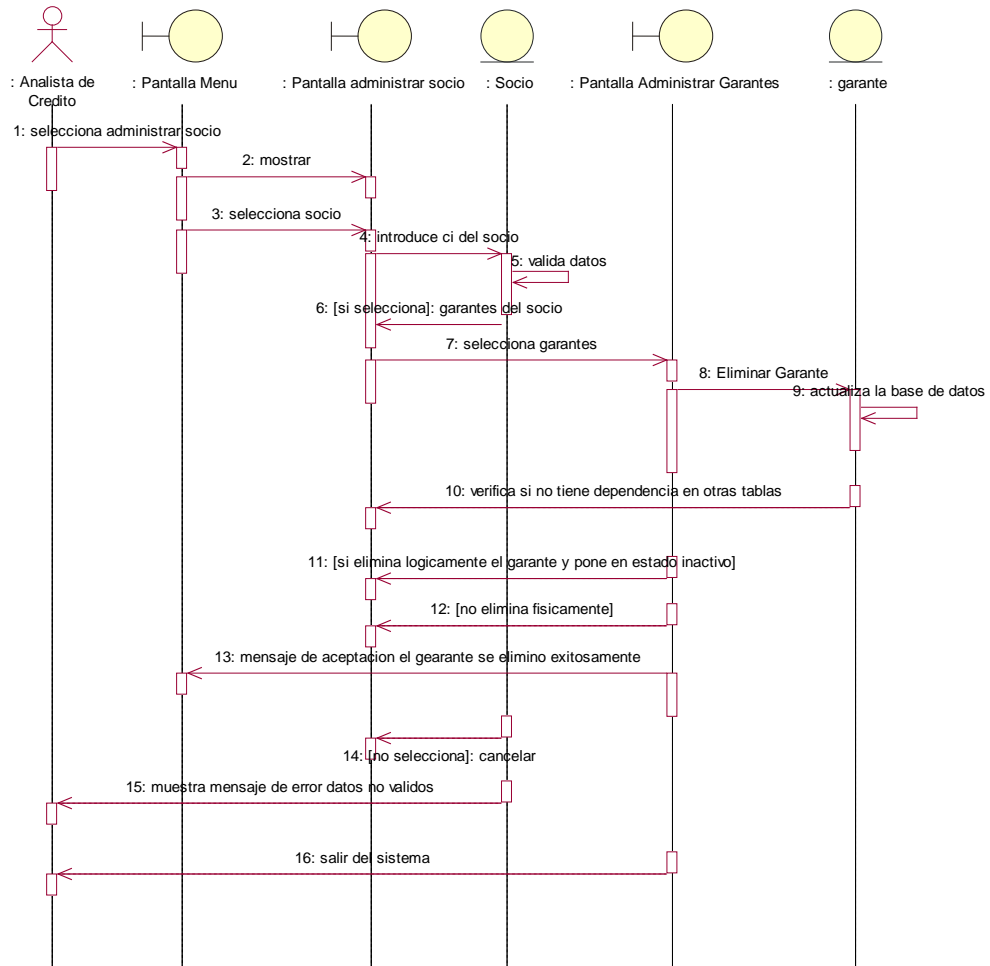 : Analista de
Credito
: Pantalla Menu
: Pantalla administrar socio
: Socio
: Pantalla Administrar Garantes
: garante
1: selecciona administrar socio
2: mostrar
3: selecciona socio
4: introduce ci del socio
5: valida datos
6: [si selecciona]: garantes del socio
7: selecciona garantes
8: Eliminar Garante
9: actualiza la base de datos
10: verifica si no tiene dependencia en otras tablas
11: [si elimina logicamente el garante y pone en estado inactivo]
12: [no elimina fisicamente]
13: mensaje de aceptacion el gearante se elimino exitosamente
14: [no selecciona]: cancelar
15: muestra mensaje de error datos no validos
16: salir del sistema